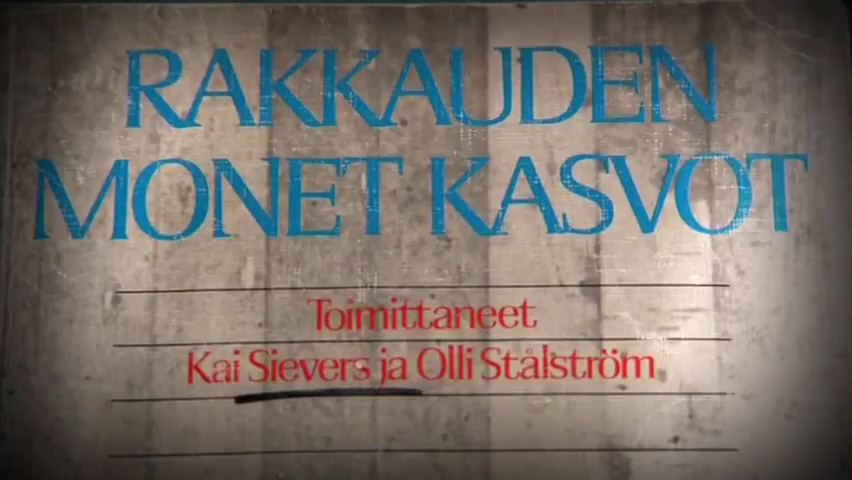 RAKKAUDEN
MONET KASVOT
Toimittaneet
Kai Sievers ja Olli Stålström